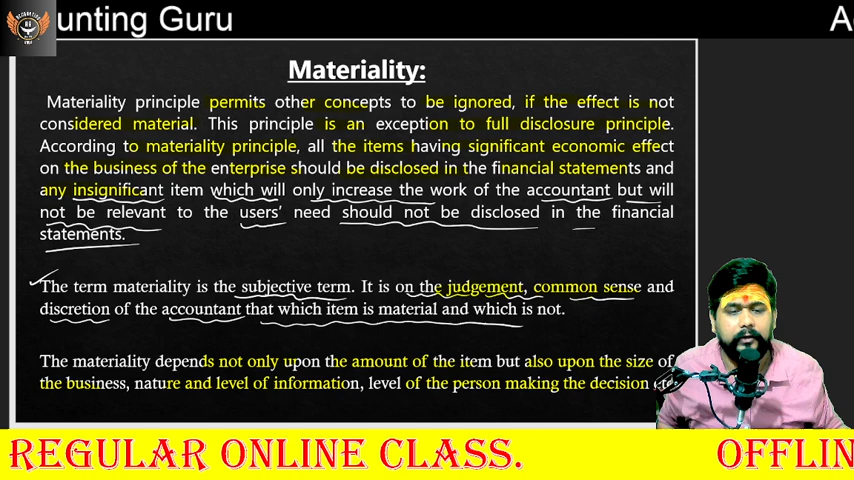 unting Guru
A
Materiality:
Materiality principle permits other concepts to be ignored, if the effect is not
considered material. This principle is an exception to full disclosure principle.
According to materiality principle, all the items having significant economic effect
on the business of the enterprise should be disclosed in the financial statements and
any insignificant item which will only increase the work of the accountant but will
not be relevant to the users' need should not be disclosed in the financial
statements.
The term materiality is the subjective term. It is on the judgement, common sense and
discretion of the accountant that which item is material and which is not.
The materiality depends not only upon the amount of the item but also upon the size of
the business, nature and level of information, level of the person making the decision
REGULAR ONLINE CLASS.
OFFLIN